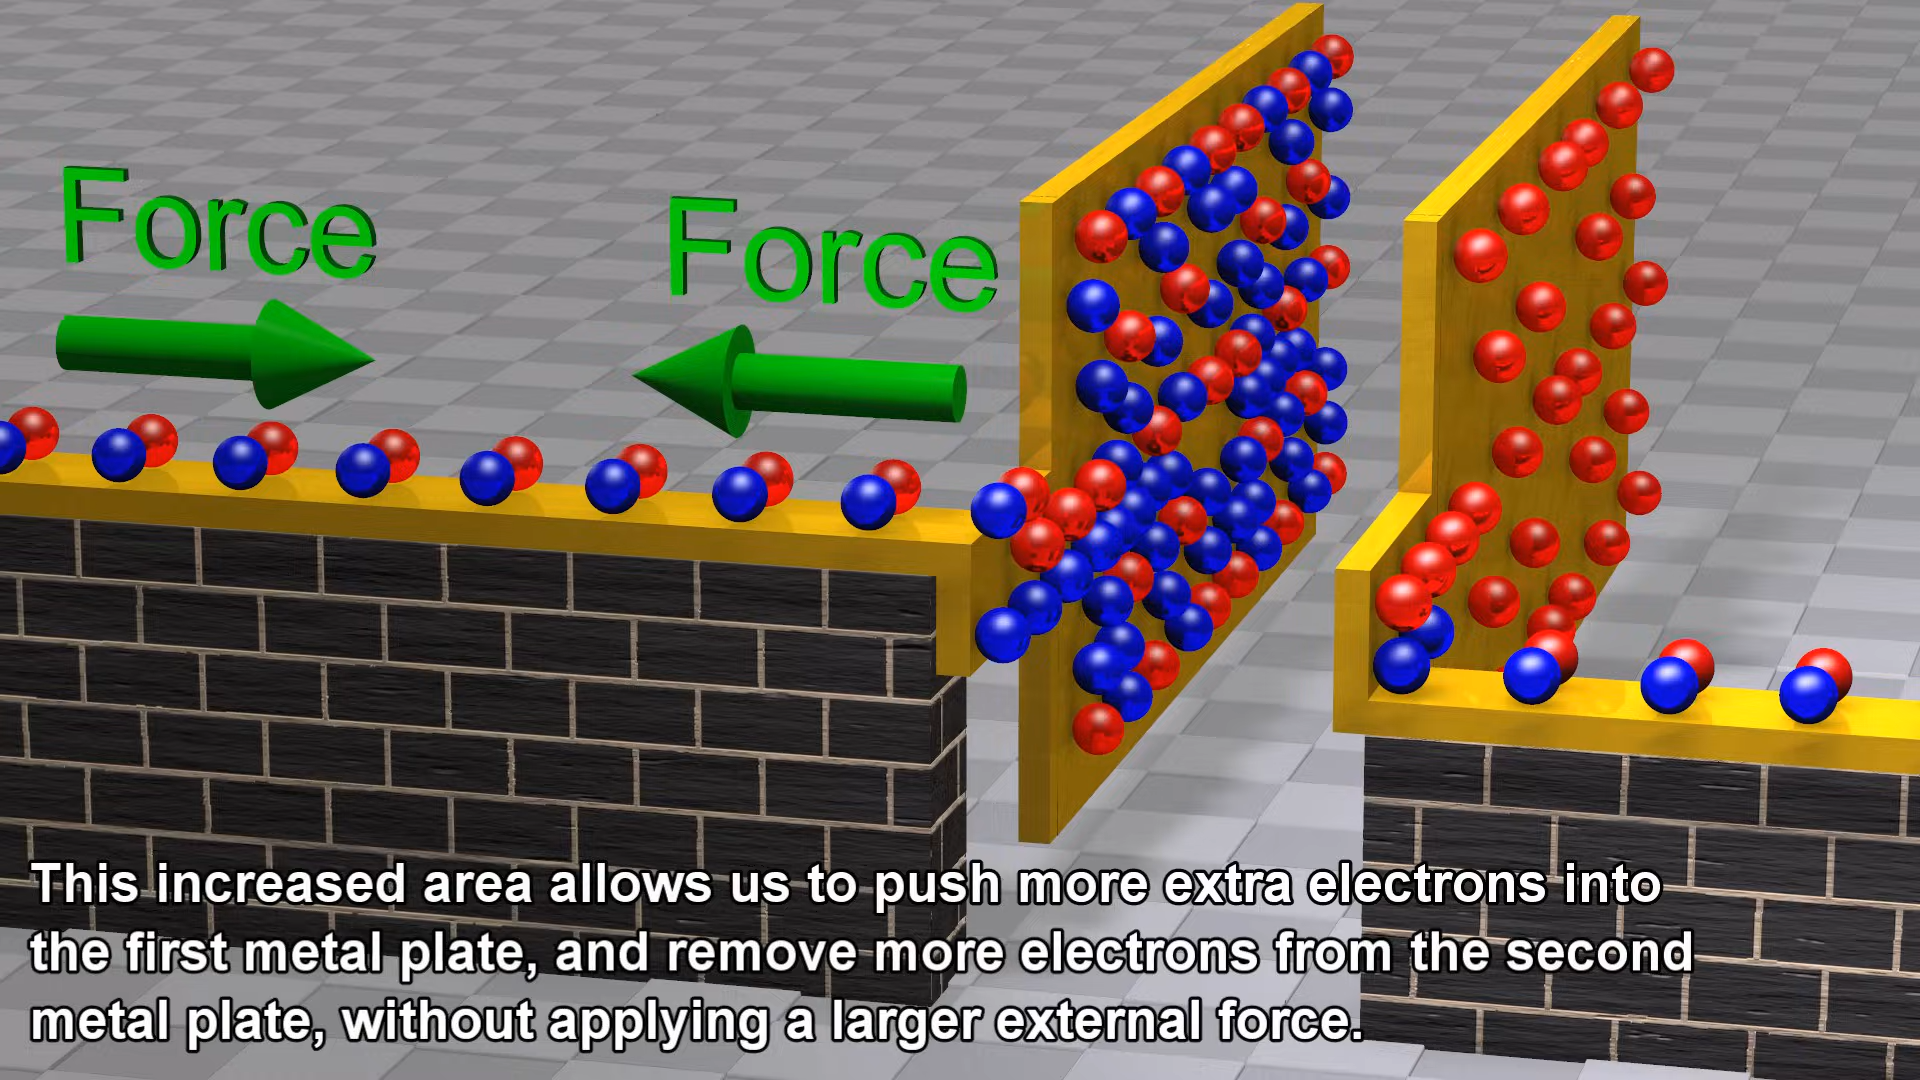 Force
Force
This increased area allows us to push more extra electrons into
the first metal plate, and remove more electrons from the second
metal plate, without applying a larger external force.